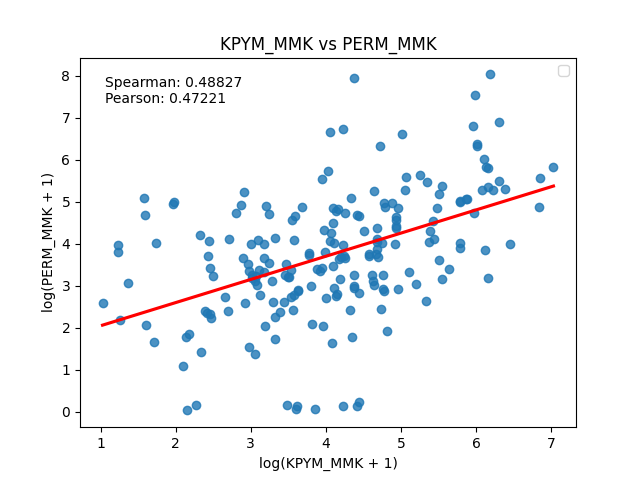 KPYM_MMK vs PERM_MMK
Spearman: 0.48827
Pearson: 0.47221
log(PERM_MMK + 1)
8
7
6
5
4
3
2
1
0
1 2 3 4 5 6 7
log(KPYM_MMK + 1)